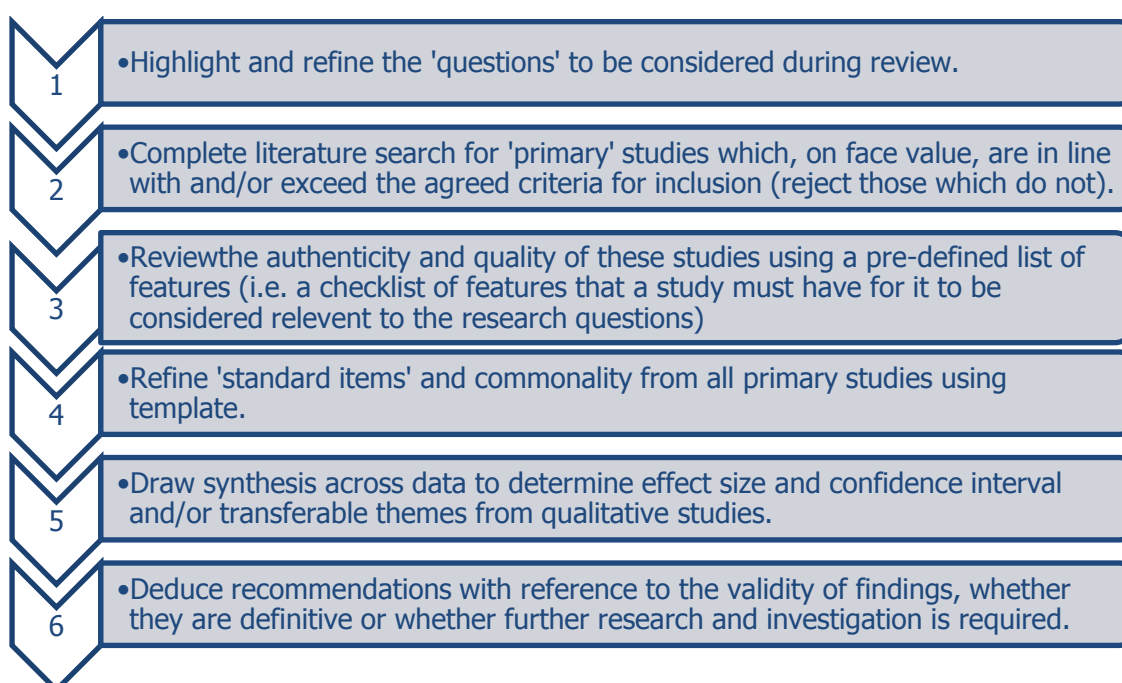 1
•Highlight and refine the 'questions' to be considered during review.
2
•Complete literature search for 'primary' studies which, on face value, are in line
with and/or exceed the agreed criteria for inclusion (reject those which do not).
3
•Reviewthe authenticity and quality of these studies using a pre-defined list of
features (i.e. a checklist of features that a study must have for it to be
considered relevent to the research questions)
4
•Refine 'standard items' and commonality from all primary studies using
template.
5
•Draw synthesis across data to determine effect size and confidence interval
and/or transferable themes from qualitative studies.
6
•Deduce recommendations with reference to the validity of findings, whether
they are definitive or whether further research and investigation is required.